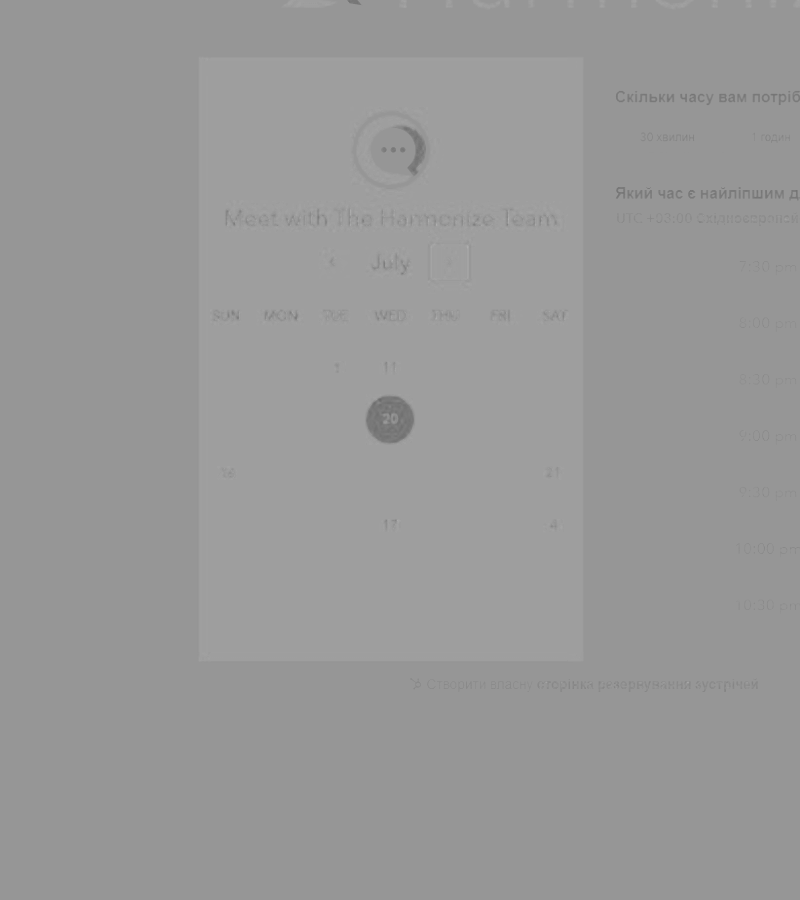 Harmoniz
Meet with The Harmonize Team
July
SUN MON TUE WED THU FRI SAT
1 11
20
16 21
17 4
Скільки часу вам потріб
30 хвилин 1 годин
Який час є найліпшим д
UTC +03:00
7:30 pm
8:00 pm
8:30 pm
9:00 pm
9:30 pm
10:00 pm
10:30 pm
Створити власну сторінка резервування зустрічей